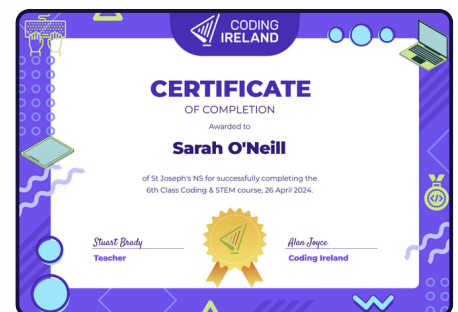 CODING
IRELAND
CERTIFICATE
OF COMPLETION
Awarded to
Sarah O'Neill
of St Joseph's NS for successfully completing the
6th Class Coding & STEM course, 26 April 2024.
Stuart Brady
Teacher
Alan Joyce
Coding Ireland